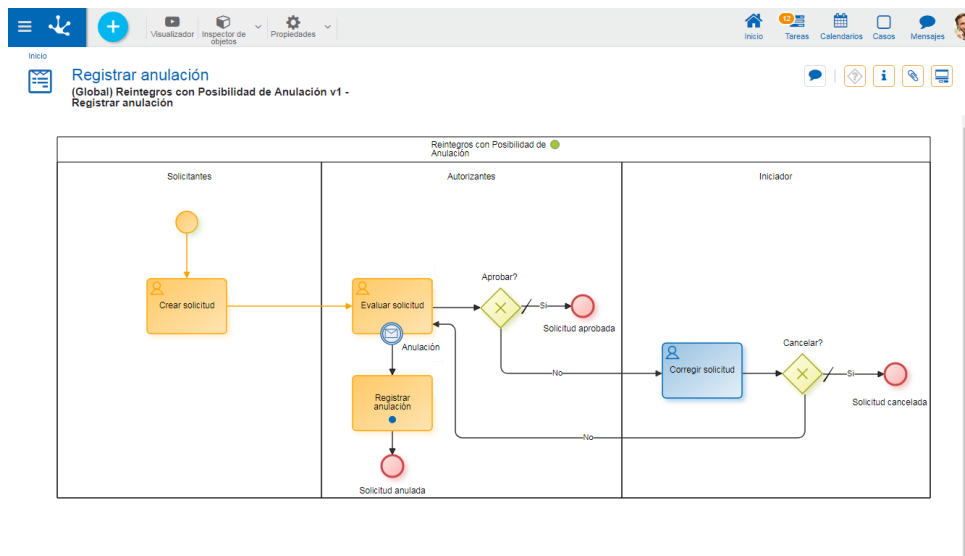 Visualizador
Inspector de
objetos
Propiedades
Inicio
12
Tareas
Calendarios
Casos
Mensajes
Inicio
Registrar anulación
(Global) Reintegros con Posibilidad de Anulación v1 -
Registrar anulación
Reintegros con Posibilidad de
Anulación
Solicitantes
Autorizantes
Iniciador
Crear solicitud
Evaluar solicitud
Anulación
Aprobar?
Si
Solicitud aprobada
No
Corregir solicitud
Cancelar?
Si
Solicitud cancelada
Registrar
anulación
No
Solicitud anulada